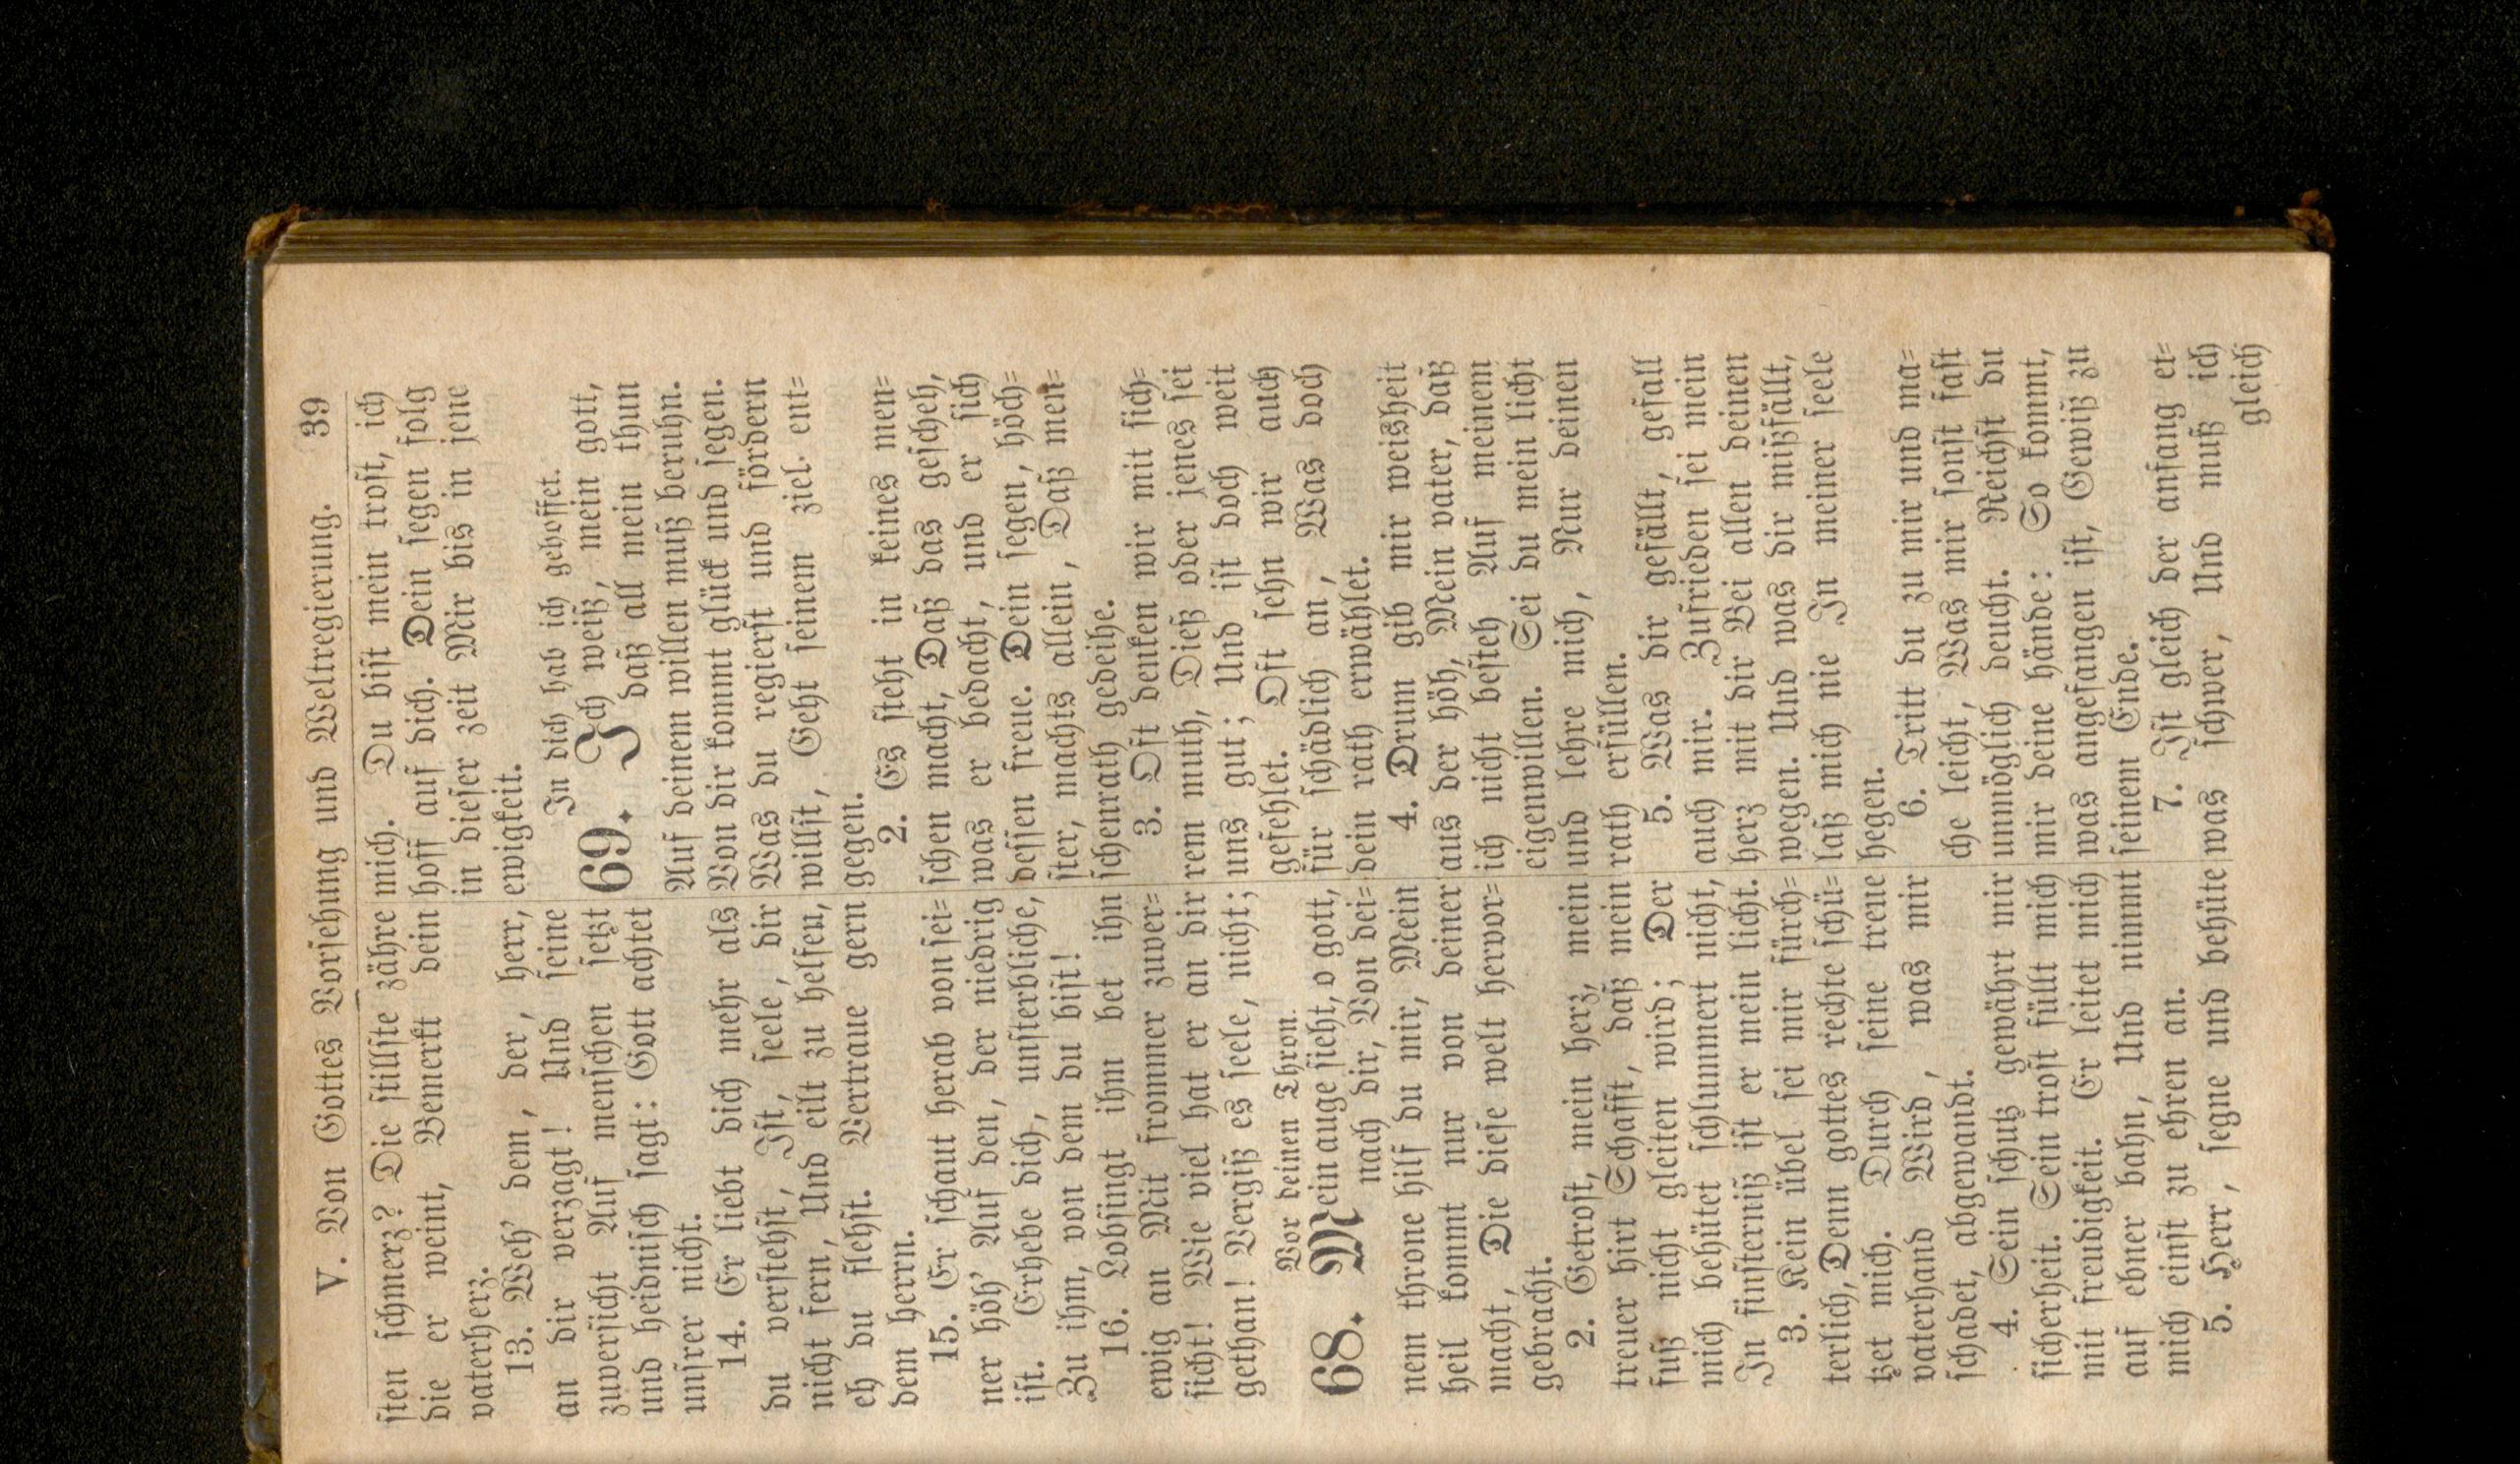 V. Von Gottes Vorsehung und Weltregierung. 39
sten schmerz? Die stillste zähre
die er weint, Bemerkt dein
vaterherz.
13. Weh' dem, der, herr,
an dir verzagt! Und seine
zuversicht Auf menschen setzt
und heidnisch sagt: Gott achtet
unsrer nicht.
14. Er liebt dich mehr als
du verstehst, Ist, seele, dir
nicht fern, Und eilt zu helfen,
eh du flehst. Vertraue gern
dem herrn.
15. Er schaut herab von sei=
ner höh' Auf den, der niedrig
ist. Erhebe dich, unsterbliche,
Zu ihm, von dem du bist!
16. Lobsingt ihm bet ihn
ewig an Mit frommer zuver=
sicht! Wie viel hat er an dir
gethan! Vergiß es seele, nicht;
Vor deinen Thron.
68. Mein auge sieht, o gott,
nach dir, Von dei=
nem throne hilf du mir, Mein
heil kommt nur von deiner
macht, Die diese welt hervor=
gebracht.
2. Getrost, mein herz, mein
treuer hirt Schafft, daß mein
fuß nicht gleiten wird; Der
mich behütet schlummert nicht,
In finsterniß ist er mein licht.
3. Kein übel sei mir fürch=
terlich, Denn gottes rechte schü=
tzet mich. Durch seine treue
vaterhand Wird, was mir
schadet, abgewandt.
4. Sein schutz gewährt mir
sicherheit. Sein trost füllt mich
mit freudigkeit. Er leitet mich
auf ebner bahn, Und nimmt
mich einst zu ehren an.
5. Herr, segne und behüte
mich. Du bist mein trost, ich
hoff auf dich. Dein segen folg
in dieser zeit Mir bis in jene
ewigkeit.
In dich hab ich gehoffet.
69. Ich weiß, mein gott,
daß all mein thun
Auf deinem willen muß beruhn.
Von dir kommt glück und segen.
Was du regierst und fördern
willst, Geht seinem ziel ent=
gegen.
2. Es steht in keines men=
schen macht, Daß das gescheh,
was er bedacht, und er sich
dessen freue. Dein segen, höch=
ster, machts allein, Daß men=
schenrath gedeihe.
3. Oft denken wir mit sich=
rem muth, Dieß oder jenes sei
uns gut; Und ist doch weit
gefehlet. Oft sehn wir auch
für schädlich an, Was doch
dein rath erwählet.
4. Drum gib mir weisheit
aus der höh, Mein vater, daß
ich nicht besteh Auf meinem
eigenwillen. Sei du mein licht
und lehre mich, Nur deinen
rath erfüllen.
5. Was dir gefällt, gefall
auch mir. Zufrieden sei mein
herz mit dir Bei allen deinen
wegen. Und was dir mißfällt,
laß mich nie In meiner seele
hegen.
6. Tritt du zu mir und ma=
che leicht, Was mir sonst fast
unmöglich deucht. Reichst du
mir deine hände: So kommt,
was angefangen ist, Gewiß zu
seinem Ende.
7. Ist gleich der anfang et=
was schwer, Und muß ich
gleich